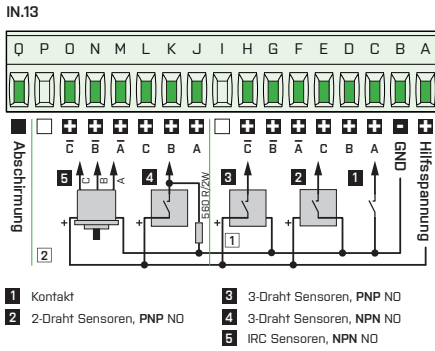 IN.13
Q P O N M L K J I H G F E D C B A
+ + + + + + + + + + + + - +
C B A C B A C B A C B A
5 C B A 4 3 2 1
Abschirmung
560 R/2W
GND
Hilfsspannung
+ + + +
2 1
1 Kontakt
2 2-Draht Sensoren, PNP NO
3 3-Draht Sensoren, PNP NO
4 3-Draht Sensoren, NPN NO
5 IRC Sensoren, NPN NO